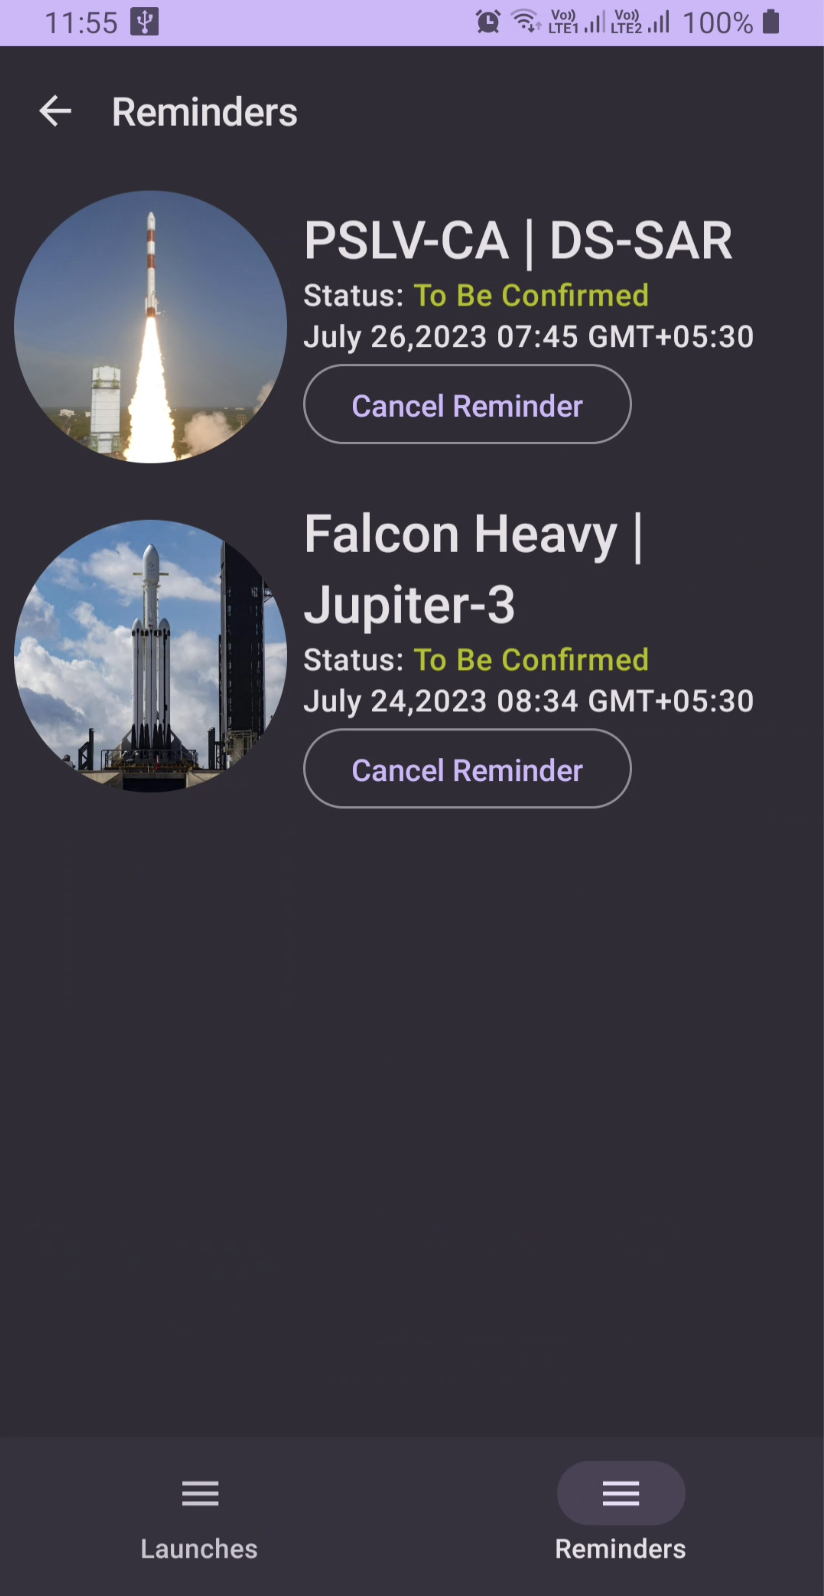 11:55 Vo)) LTE1 Vo)) LTE2 100%
Reminders
PSLV-CA | DS-SAR
Status: To Be Confirmed
July 26,2023 07:45 GMT+05:30
Cancel Reminder
Falcon Heavy |
Jupiter-3
Status: To Be Confirmed
July 24,2023 08:34 GMT+05:30
Cancel Reminder
Launches
Reminders